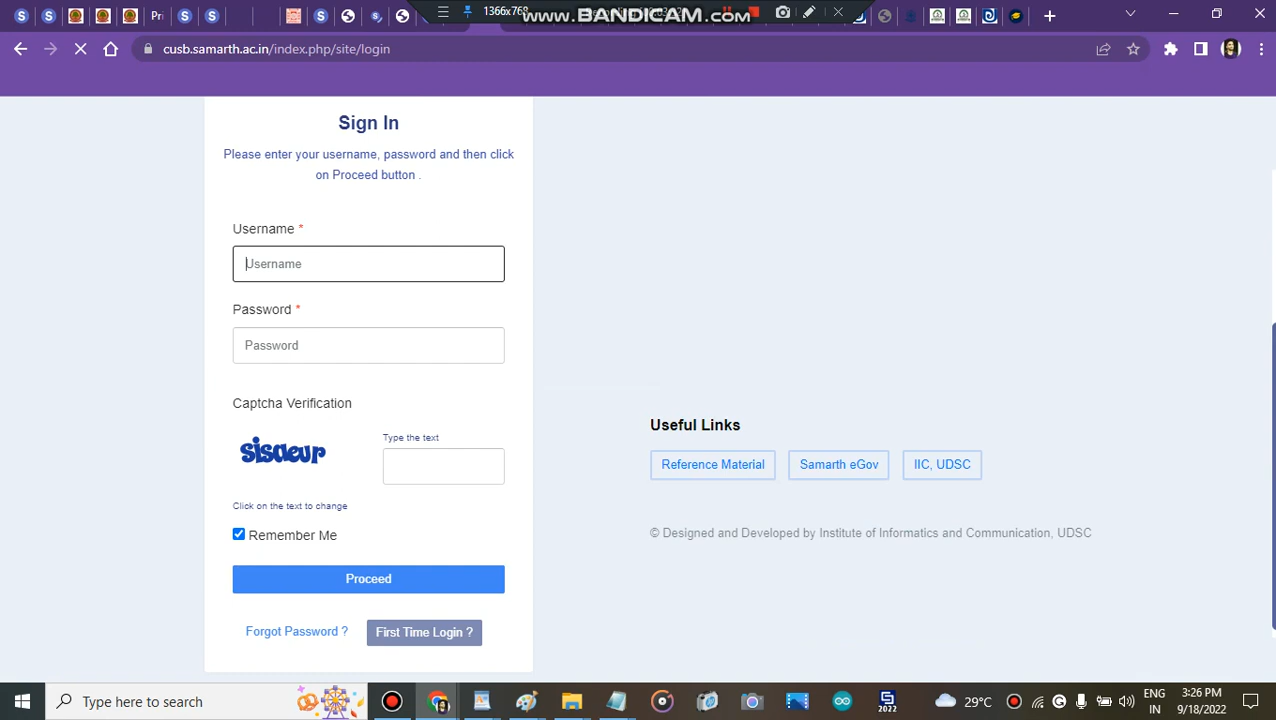 Pri
1366x768
www.BANDICAM.com
cusb.samarth.ac.in/index.php/site/login
Sign In
Please enter your username, password and then click
on Proceed button .
Username *
Username
Password *
Password
Captcha Verification
Type the text
sisaeur
Click on the text to change
Remember Me
Proceed
Forgot Password ?
First Time Login ?
Useful Links
Reference Material
Samarth eGov
IIC, UDSC
© Designed and Developed by Institute of Informatics and Communication, UDSC
Type here to search
2022
29°C
ENG
IN
3:26 PM
9/18/2022